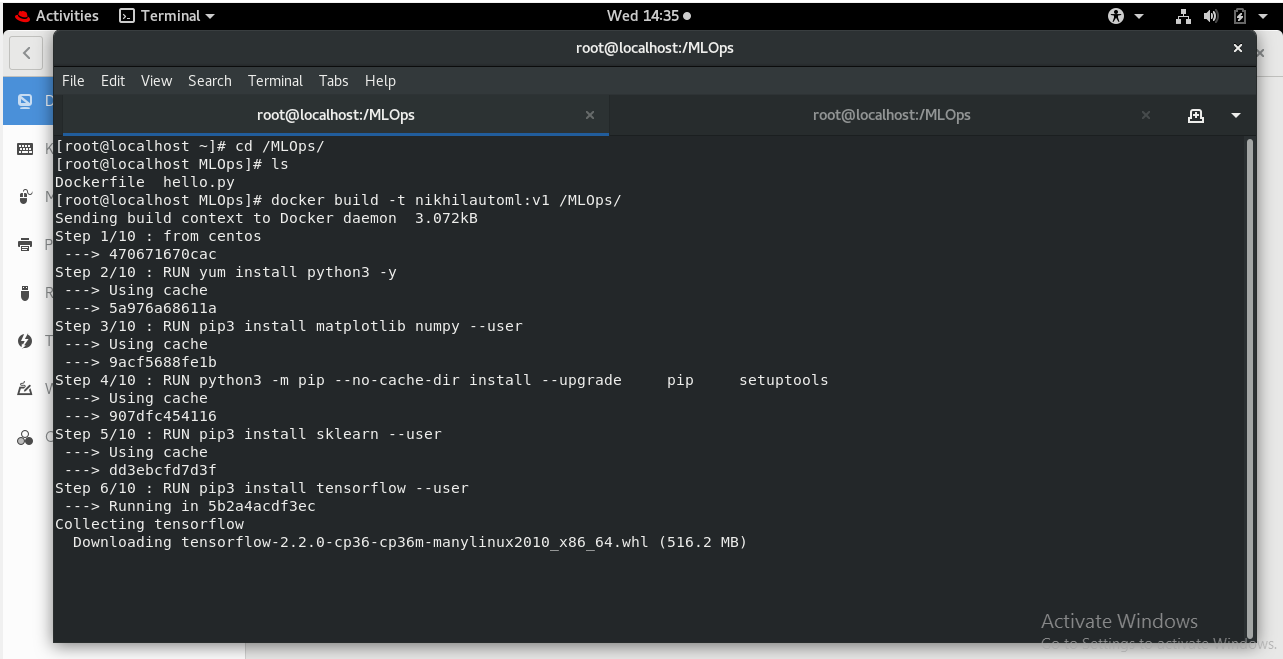 Activities Terminal Wed 14:35
root@localhost:/MLOps
File Edit View Search Terminal Tabs Help
root@localhost:/MLOps root@localhost:/MLOps
[root@localhost ~]# cd /MLOps/
[root@localhost MLOps]# ls
Dockerfile  hello.py
[root@localhost MLOps]# docker build -t nikhilautoml:v1 /MLOps/
Sending build context to Docker daemon  3.072kB
Step 1/10 : from centos
 ---> 470671670cac
Step 2/10 : RUN yum install python3 -y
 ---> Using cache
 ---> 5a976a68611a
Step 3/10 : RUN pip3 install matplotlib numpy --user
 ---> Using cache
 ---> 9acf5688fe1b
Step 4/10 : RUN python3 -m pip --no-cache-dir install --upgrade     pip     setuptools
 ---> Using cache
 ---> 907dfc454116
Step 5/10 : RUN pip3 install sklearn --user
 ---> Using cache
 ---> dd3ebcfd7d3f
Step 6/10 : RUN pip3 install tensorflow --user
 ---> Running in 5b2a4acdf3ec
Collecting tensorflow
  Downloading tensorflow-2.2.0-cp36-cp36m-manylinux2010_x86_64.whl (516.2 MB)
Activate Windows
Go to Settings to activate Windows.